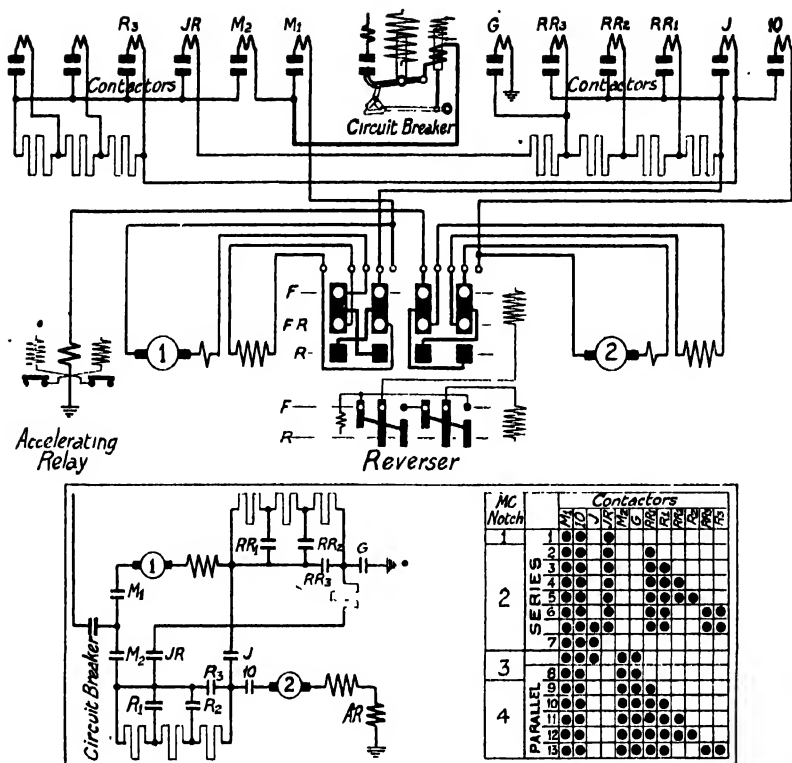 R3 JR M2 M1 G RR3 RR2 RR1 J 10
Contactors Contactors
Circuit Breaker
F
FR
R
1 2
F
R
Accelerating
Relay
Reverser
MC
Notch
Contactors
M1 10 J JR M2 G RR1 R1 RR2 R2 RR3 R3
1 1
2 SERIES 2
3
4
5
6
7
3
8
4 PARALLEL 9
10
11
12
13
RR1 RR2 G
1
RR3
M1
M2 JR J
R3 10 2
R1 R2 AR
Circuit Breaker